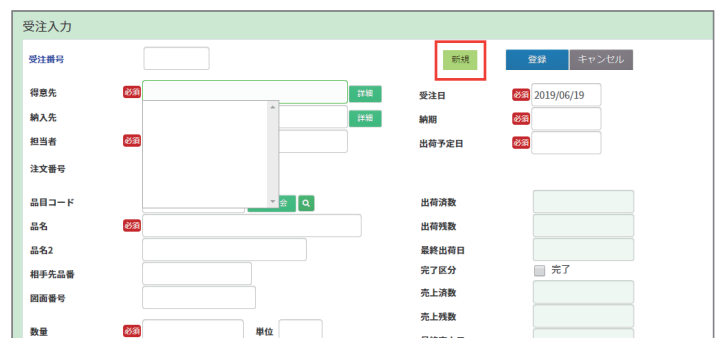 受注入力
受注番号 新規 登録 キャンセル
得意先 必須 詳細 受注日 必須 2019/06/19
納入先 詳細 納期 必須
担当者 必須 出荷予定日 必須
注文番号
品目コード 会 出荷済数
品名 必須 出荷残数
品名2 最終出荷日
相手先品番 完了区分 完了
図面番号 売上済数
売上残数
数量 必須 単位